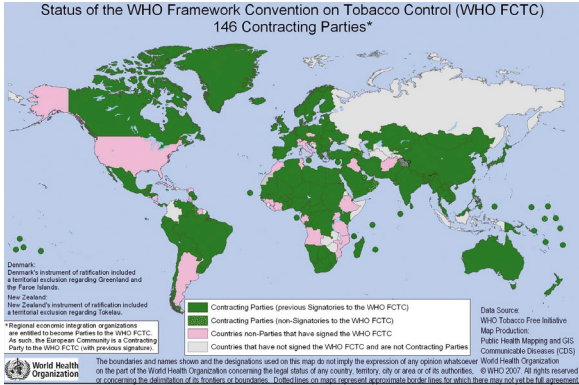 Status of the WHO Framework Convention on Tobacco Control (WHO FCTC)
146 Contracting Parties*
Denmark:
Denmark's instrument of ratification included
a territorial exclusion regarding Greenland and
the Faroe Islands.
New Zealand:
New Zealand's instrument of ratification included
a territorial exclusion regarding Tokelau.
* Regional economic integration organizations
are entitled to become Parties to the WHO FCTC.
As such, the European Community is a Contracting
Party to the WHO FCTC (with previous signature).
Contracting Parties (previous Signatories to the WHO FCTC)
Contracting Parties (non-Signatories to the WHO FCTC)
Countries non-Parties that have signed the WHO FCTC
Countries that have not signed the WHO FCTC and are not Contracting Parties
Data Source:
WHO Tobacco Free Initiative
Map Production:
Public Health Mapping and GIS
Communicable Diseases (CDS)
World Health Organization
© WHO 2007. All rights reserved
World Health
Organization
The boundaries and names shown and the designations used on this map do not imply the expression of any opinion whatsoever
on the part of the World Health Organization concerning the legal status of any country, territory, city or area or of its authorities,
or concerning the delimitation of its frontiers or boundaries. Dotted lines on maps represent approximate border lines for which there may not yet be full agreement.